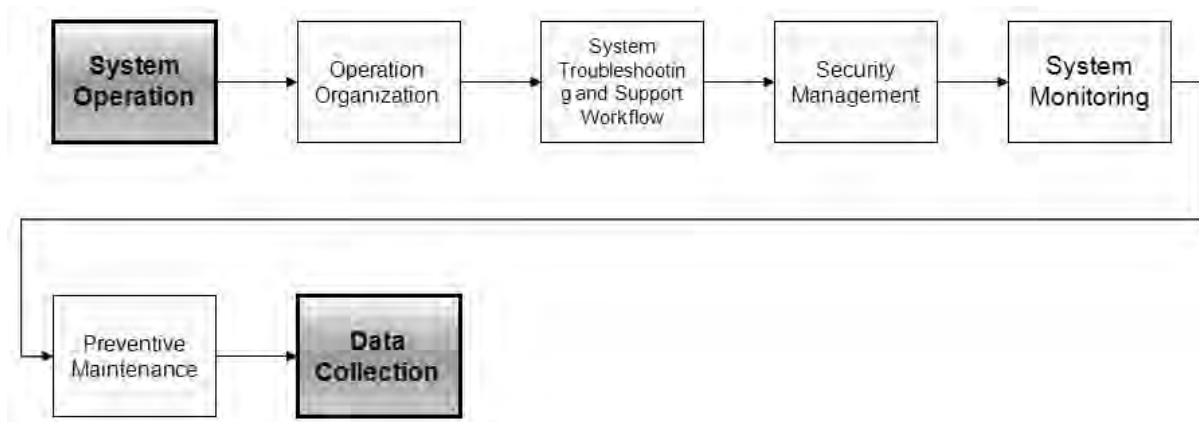 System
Operation
Operation
Organization
System
Troubleshootin
g and Support
Workflow
Security
Management
System
Monitoring
Preventive
Maintenance
Data
Collection